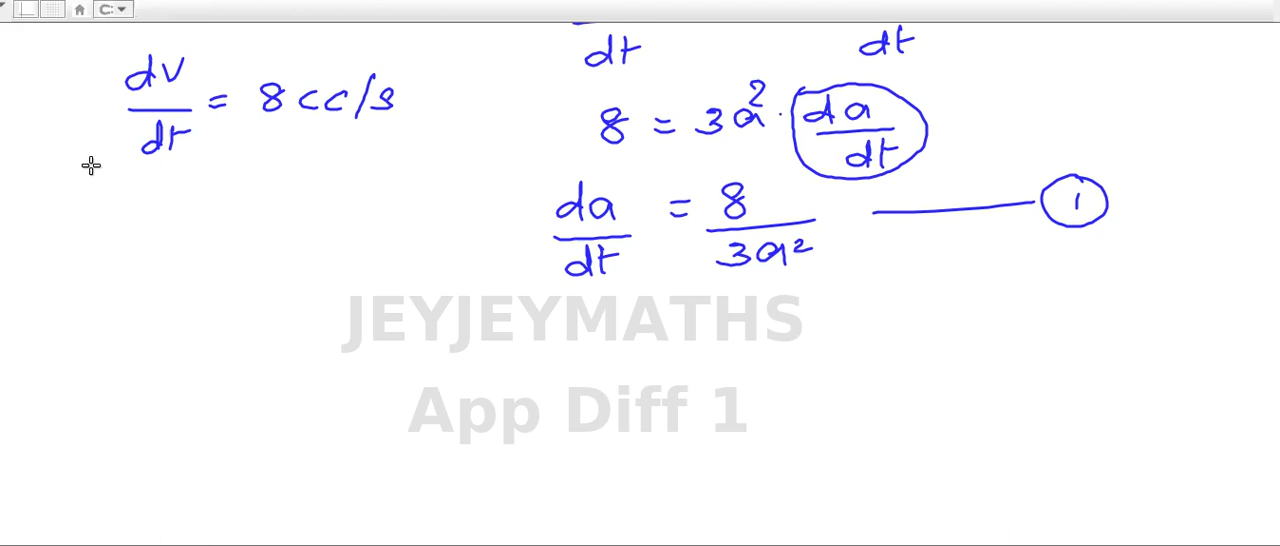 dv/dt = 8 cc/s
dt dt
8 = 3a² · da/dt
da/dt = 8/3a² ——— ①
JEYJEYMATHS
App Diff 1